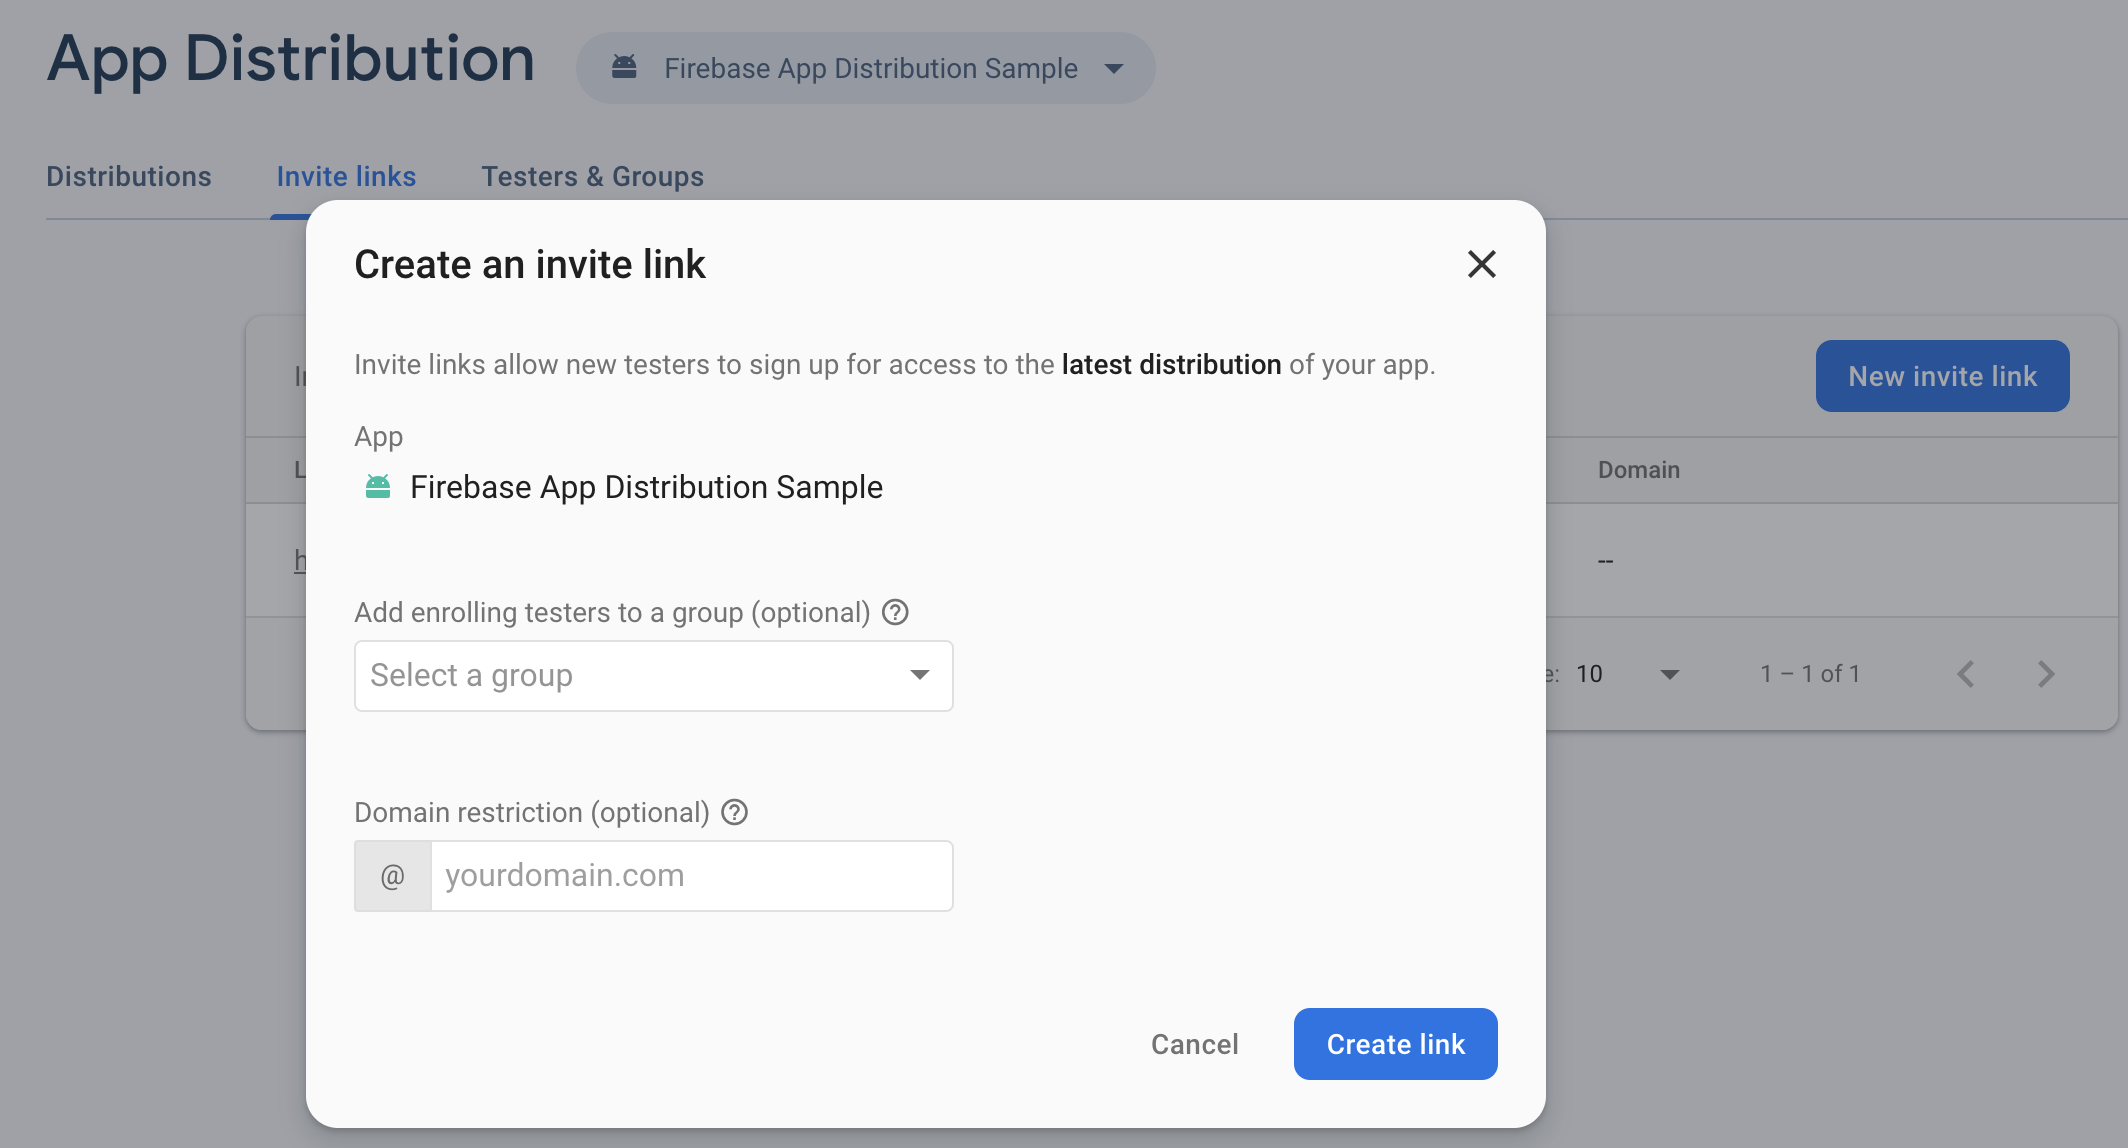 App Distribution
Firebase App Distribution Sample
Distributions
Invite links
Testers & Groups
Create an invite link
Invite links allow new testers to sign up for access to the latest distribution of your app.
New invite link
App
Firebase App Distribution Sample
Domain
--
Add enrolling testers to a group (optional)
Select a group
10
1 – 1 of 1
Domain restriction (optional)
@ yourdomain.com
Cancel
Create link